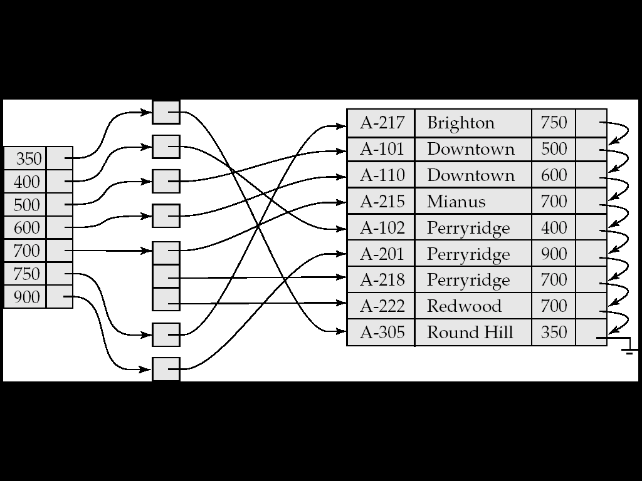 350
400
500
600
700
750
900
A-217 Brighton 750
A-101 Downtown 500
A-110 Downtown 600
A-215 Mianus 700
A-102 Perryridge 400
A-201 Perryridge 900
A-218 Perryridge 700
A-222 Redwood 700
A-305 Round Hill 350